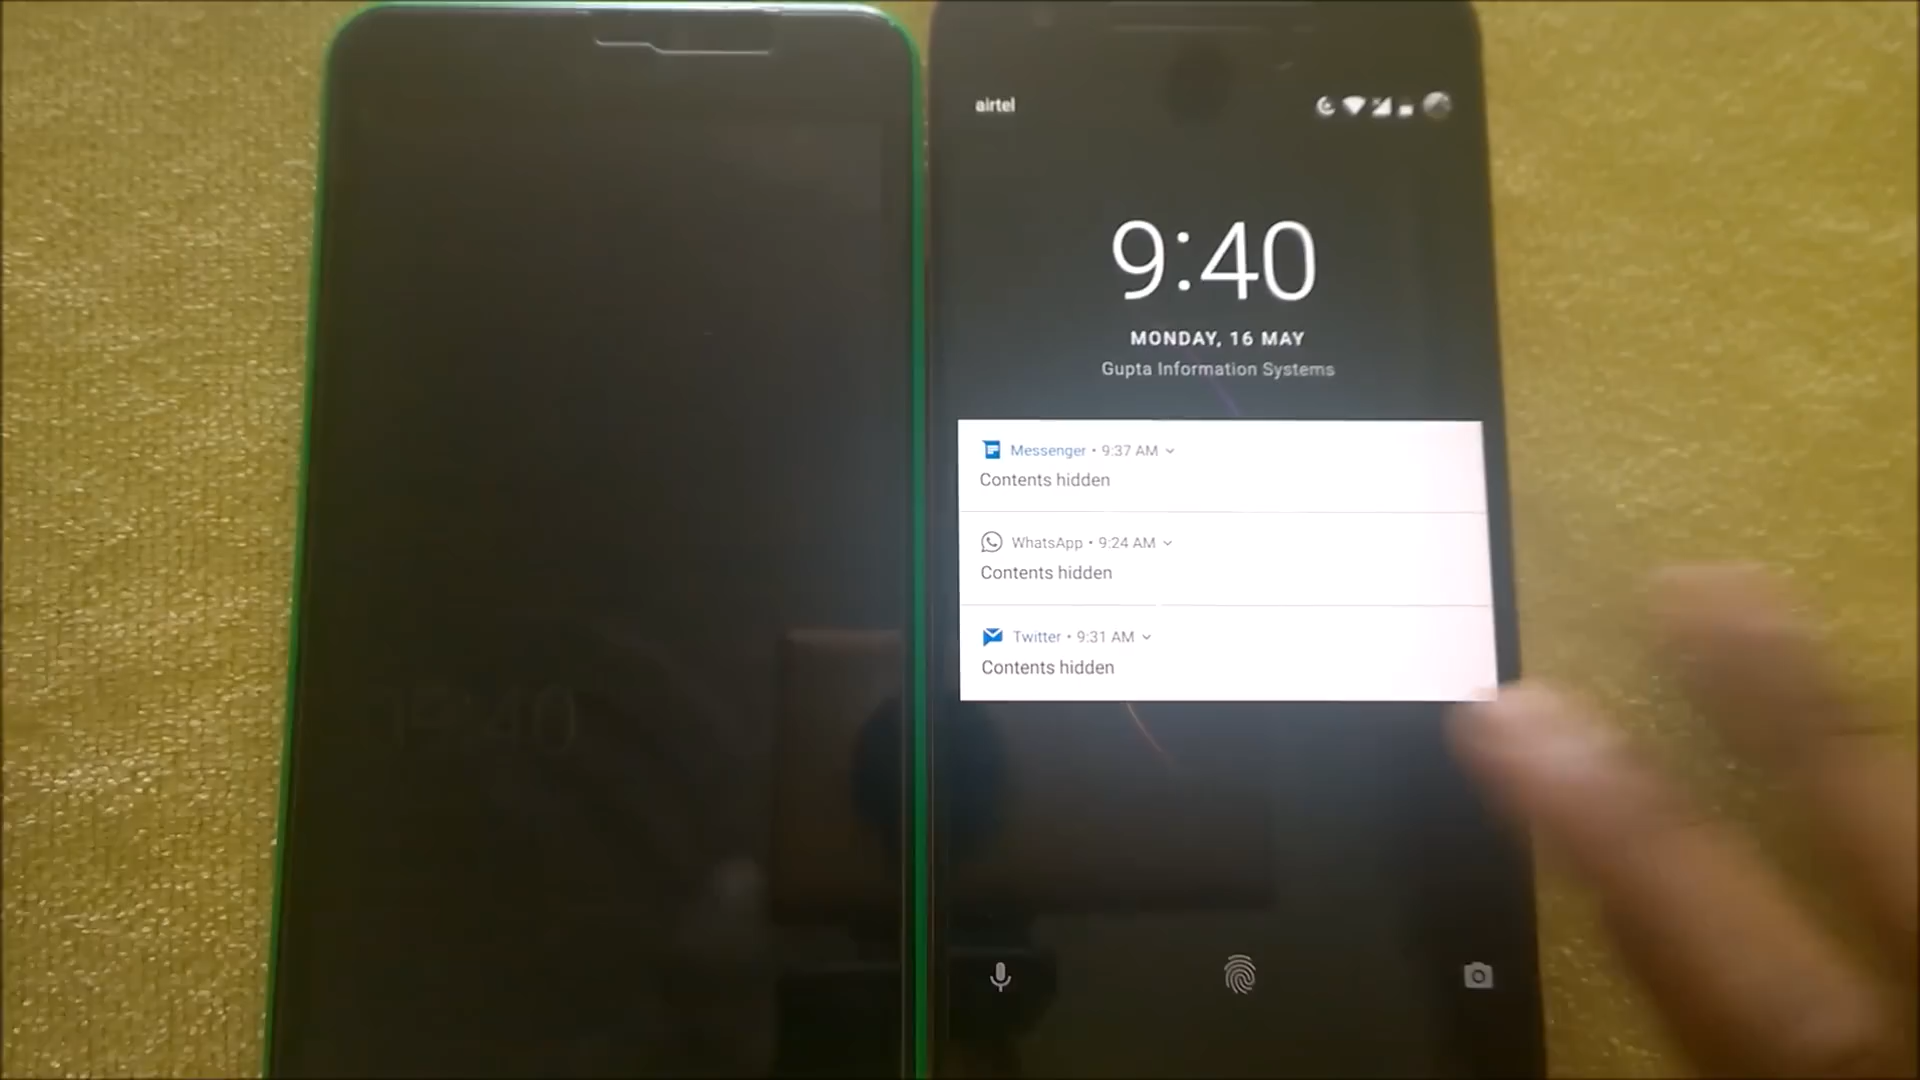 airtel
9:40
MONDAY, 16 MAY
Gupta Information Systems
Messenger • 9:37 AM
Contents hidden
WhatsApp • 9:24 AM
Contents hidden
Twitter • 9:31 AM
Contents hidden